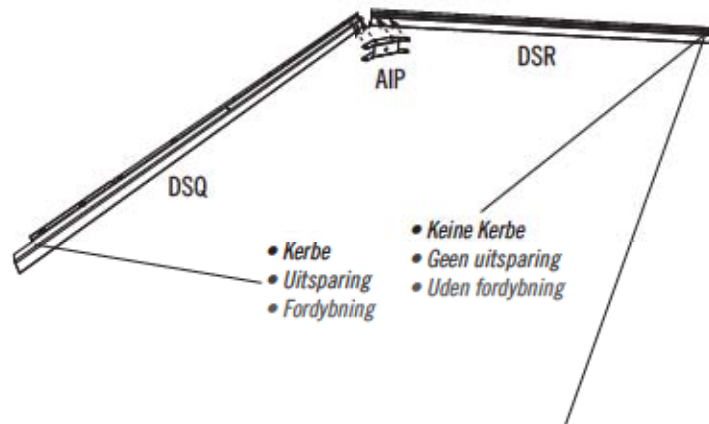 AIP
DSR
DSQ
• Kerbe
• Uitsparing
• Fordybning
• Keine Kerbe
• Geen uitsparing
• Uden fordybning